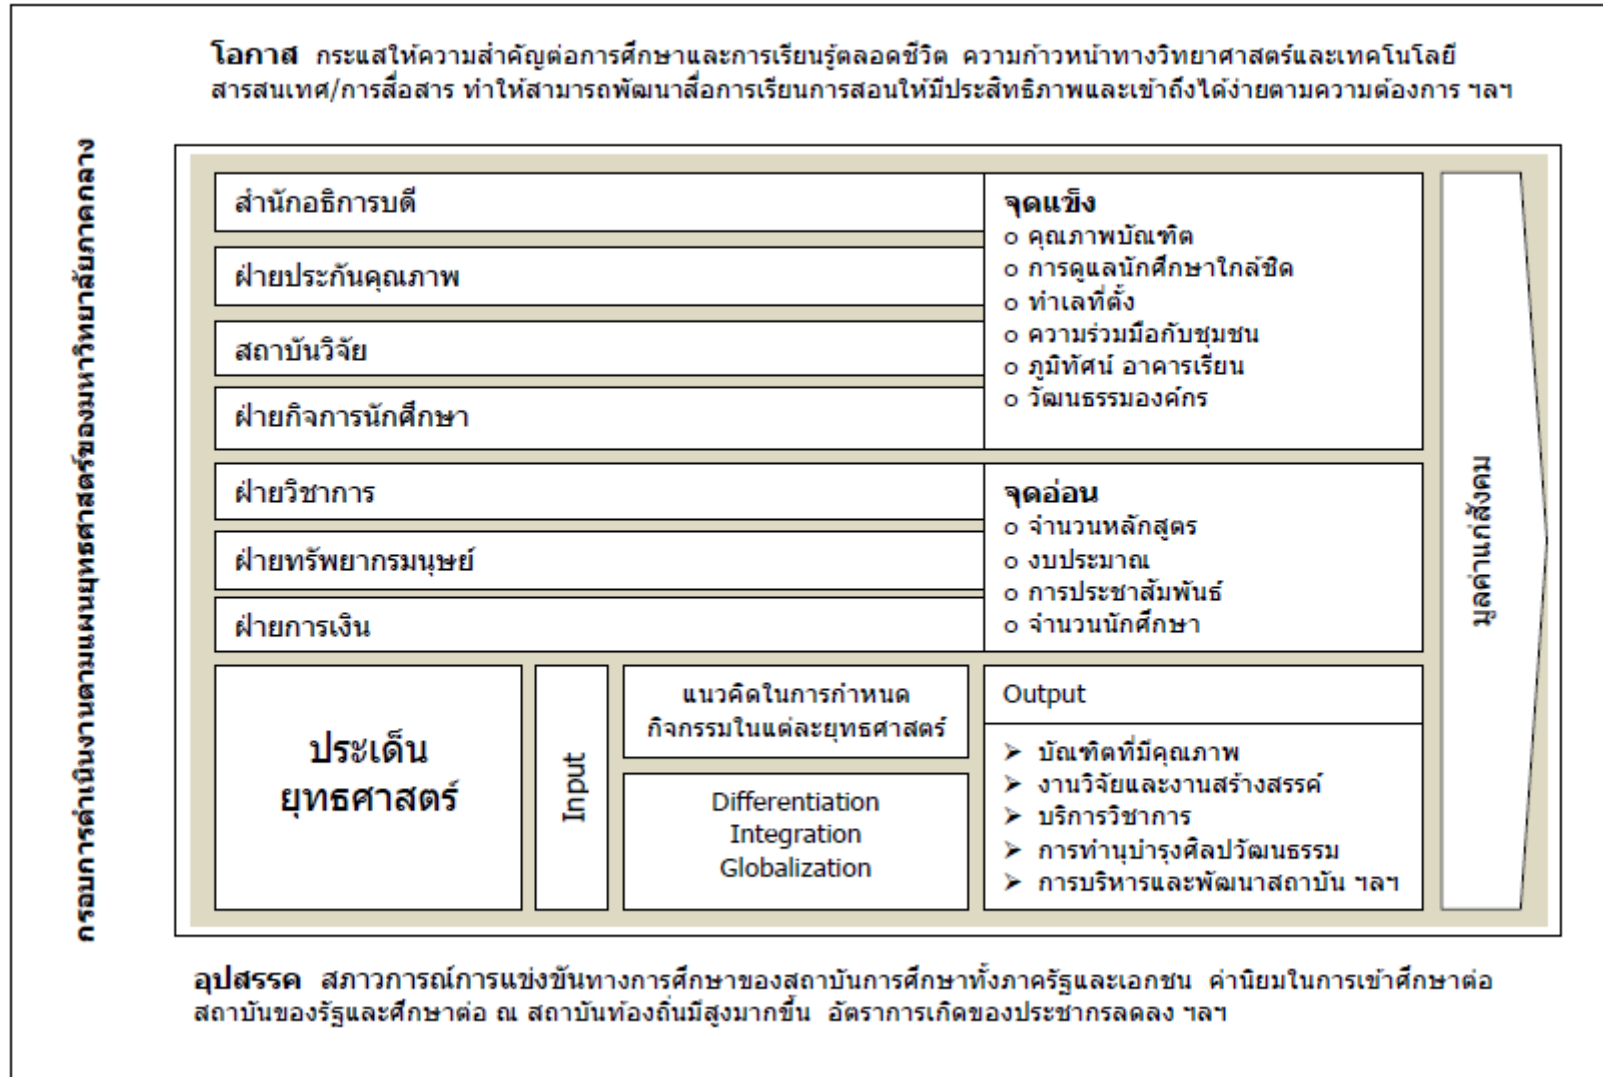 โอกาส กระแสให้ความสำคัญต่อการศึกษาและการเรียนรู้ตลอดชีวิต ความก้าวหน้าทางวิทยาศาสตร์และเทคโนโลยี
สารสนเทศ/การสื่อสาร ทำให้สามารถพัฒนาสื่อการเรียนการสอนให้มีประสิทธิภาพและเข้าถึงได้ง่ายตามความต้องการ ฯลฯ
กรอบการดำเนินงานตามแผนยุทธศาสตร์ของมหาวิทยาลัยภาคกลาง
สำนักอธิการบดี
ฝ่ายประกันคุณภาพ
สถาบันวิจัย
ฝ่ายกิจการนักศึกษา
จุดแข็ง
o คุณภาพบัณฑิต
o การดูแลนักศึกษาใกล้ชิด
o ทำเลที่ตั้ง
o ความร่วมมือกับชุมชน
o ภูมิทัศน์ อาคารเรียน
o วัฒนธรรมองค์กร
ฝ่ายวิชาการ
ฝ่ายทรัพยากรมนุษย์
ฝ่ายการเงิน
จุดอ่อน
o จำนวนหลักสูตร
o งบประมาณ
o การประชาสัมพันธ์
o จำนวนนักศึกษา
ประเด็น
ยุทธศาสตร์
Input
แนวคิดในการกำหนด
กิจกรรมในแต่ละยุทธศาสตร์
Differentiation
Integration
Globalization
Output
➢ บัณฑิตที่มีคุณภาพ
➢ งานวิจัยและงานสร้างสรรค์
➢ บริการวิชาการ
➢ การทำนุบำรุงศิลปวัฒนธรรม
➢ การบริหารและพัฒนาสถาบัน ฯลฯ
มูลค่าแก่สังคม
อุปสรรค สภาวการณ์การแข่งขันทางการศึกษาของสถาบันการศึกษาทั้งภาครัฐและเอกชน ค่านิยมในการเข้าศึกษาต่อ
สถาบันของรัฐและศึกษาต่อ ณ สถาบันท้องถิ่นมีสูงมากขึ้น อัตราการเกิดของประชากรลดลง ฯลฯ